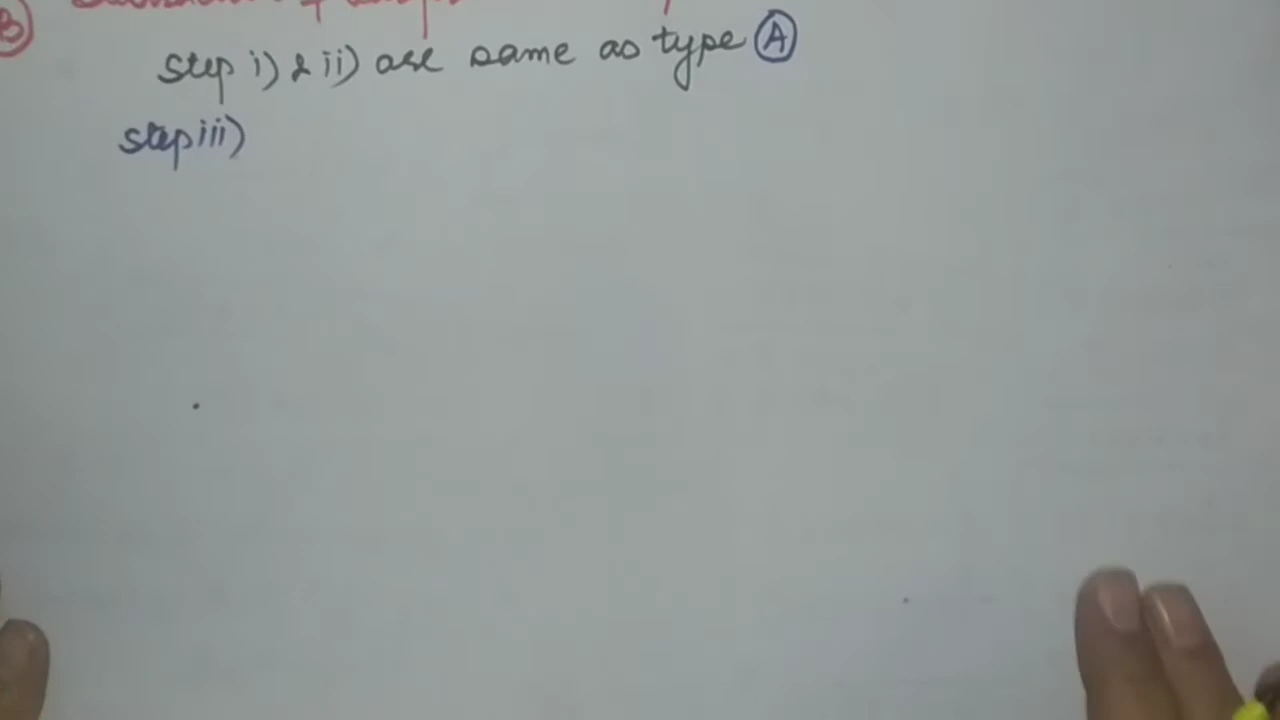 B
step i) & ii) are same as type A
step iii)